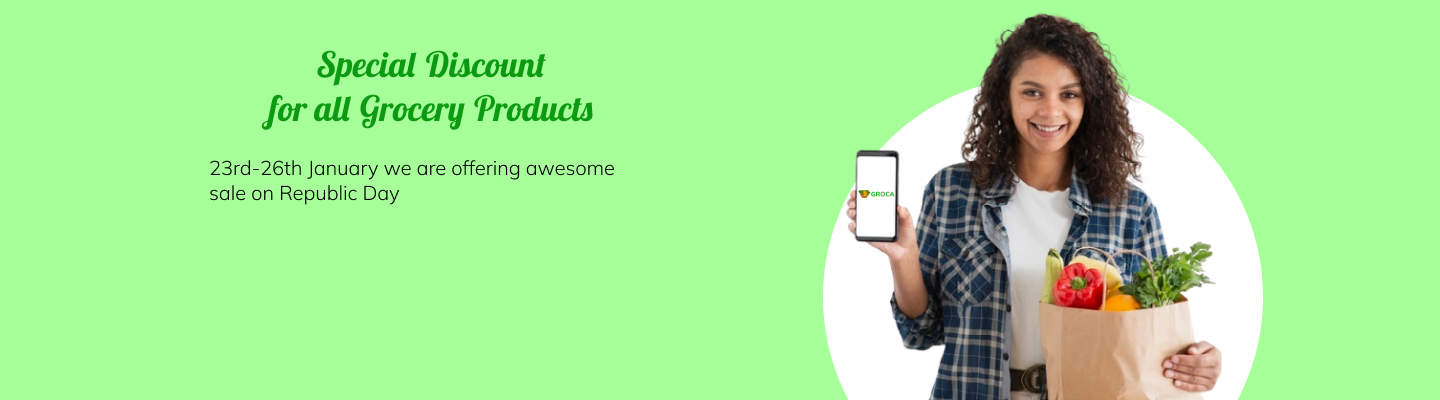 Special Discount
for all Grocery Products
23rd-26th January we are offering awesome
sale on Republic Day
GROCA